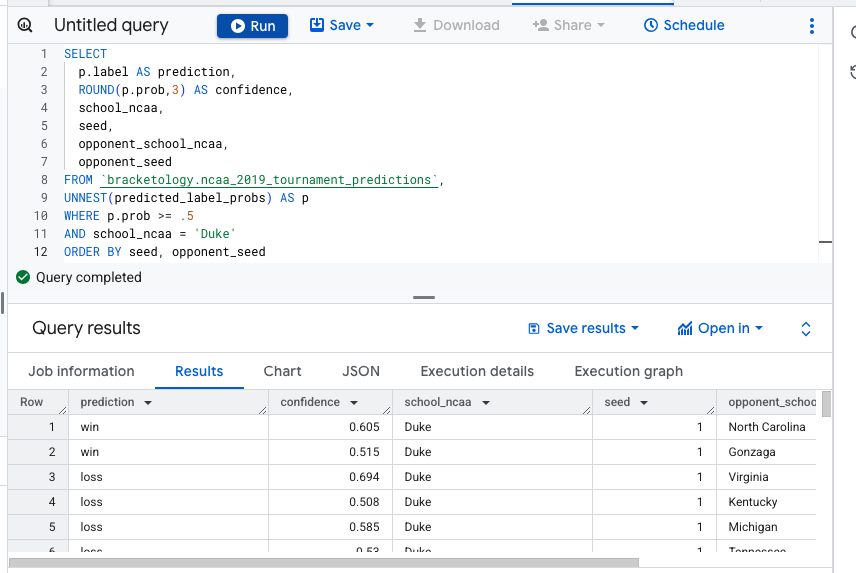 Untitled query Run Save Download Share Schedule
1 SELECT
2 p.label AS prediction,
3 ROUND(p.prob,3) AS confidence,
4 school_ncaa,
5 seed,
6 opponent_school_ncaa,
7 opponent_seed
8 FROM `bracketology.ncaa_2019_tournament_predictions`,
9 UNNEST(predicted_label_probs) AS p
10 WHERE p.prob >= .5
11 AND school_ncaa = 'Duke'
12 ORDER BY seed, opponent_seed
Query completed
Query results Save results Open in
Job information Results Chart JSON Execution details Execution graph
Row prediction confidence school_ncaa seed opponent_schoo
1 win 0.605 Duke 1 North Carolina
2 win 0.515 Duke 1 Gonzaga
3 loss 0.694 Duke 1 Virginia
4 loss 0.508 Duke 1 Kentucky
5 loss 0.585 Duke 1 Michigan
6 loss 0.53 Duke 1 Tennessee